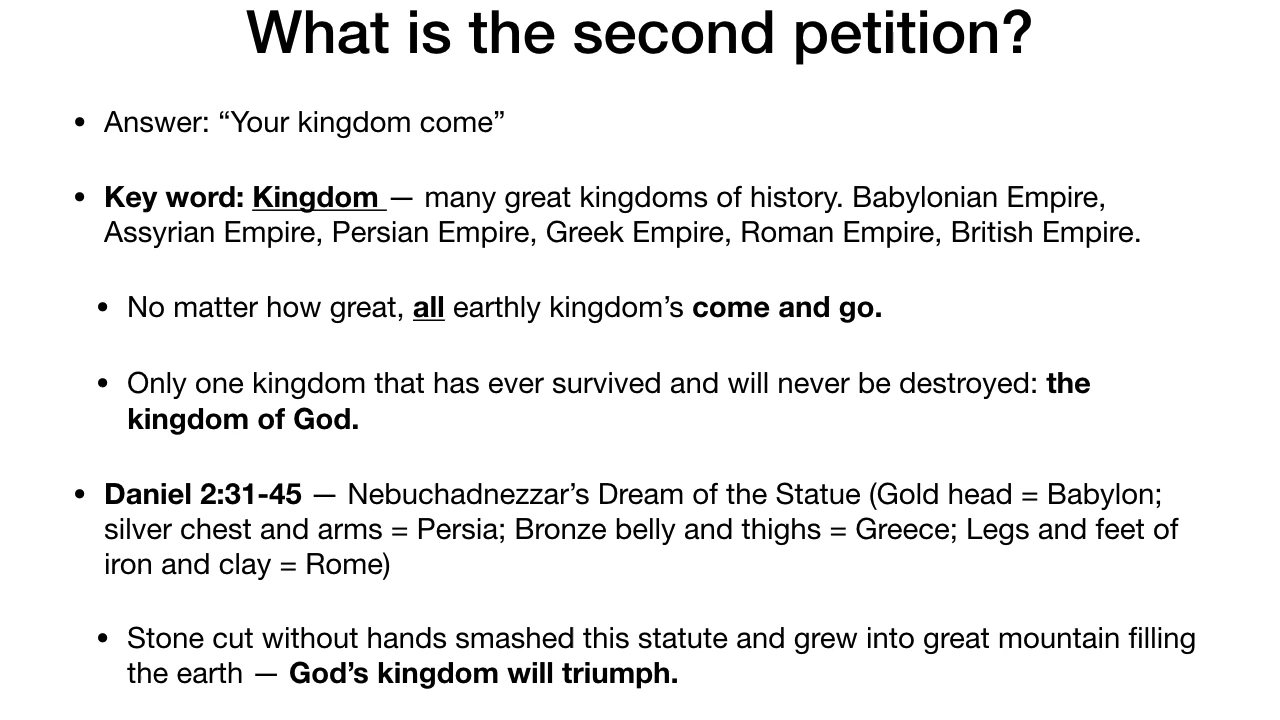 What is the second petition?
• Answer: “Your kingdom come”
• Key word: Kingdom — many great kingdoms of history. Babylonian Empire,
Assyrian Empire, Persian Empire, Greek Empire, Roman Empire, British Empire.
• No matter how great, all earthly kingdom’s come and go.
• Only one kingdom that has ever survived and will never be destroyed: the
kingdom of God.
• Daniel 2:31-45 — Nebuchadnezzar’s Dream of the Statue (Gold head = Babylon;
silver chest and arms = Persia; Bronze belly and thighs = Greece; Legs and feet of
iron and clay = Rome)
• Stone cut without hands smashed this statute and grew into great mountain filling
the earth — God’s kingdom will triumph.